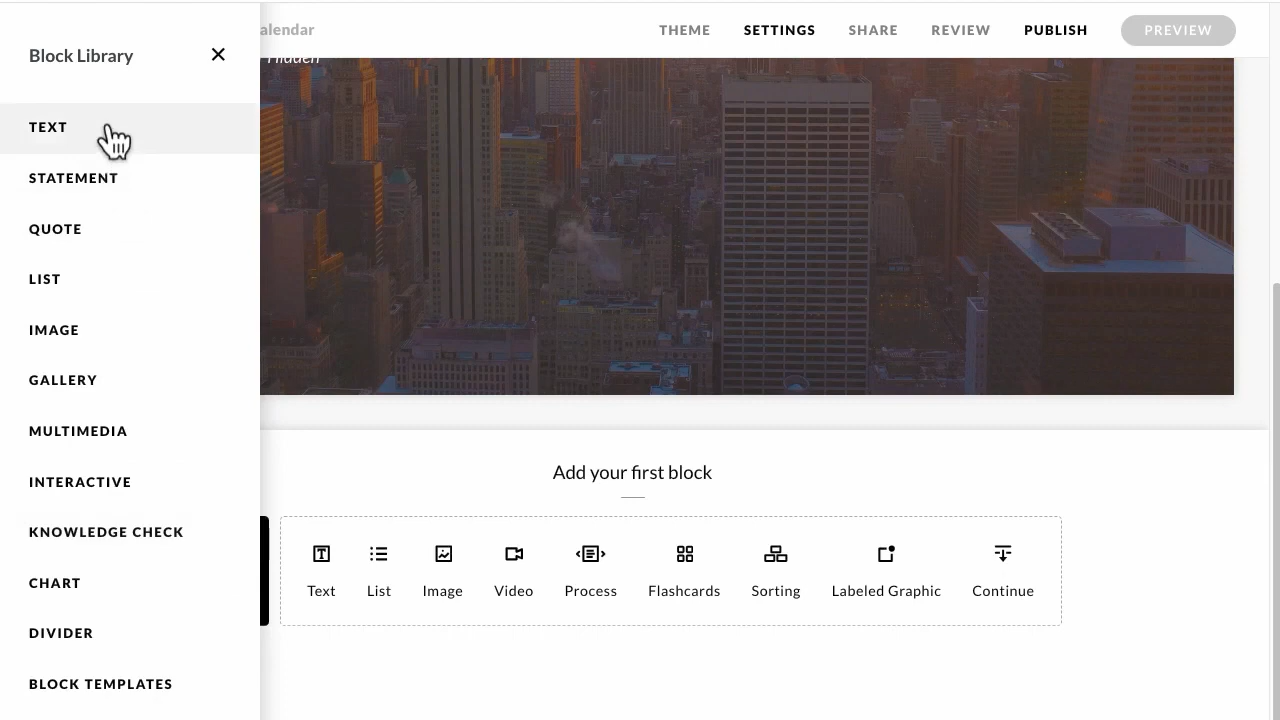 Block Library
TEXT
STATEMENT
QUOTE
LIST
IMAGE
GALLERY
MULTIMEDIA
INTERACTIVE
KNOWLEDGE CHECK
CHART
DIVIDER
BLOCK TEMPLATES
alendar
THEME SETTINGS SHARE REVIEW PUBLISH PREVIEW
Hidden
Add your first block
Text List Image Video Process Flashcards Sorting Labeled Graphic Continue